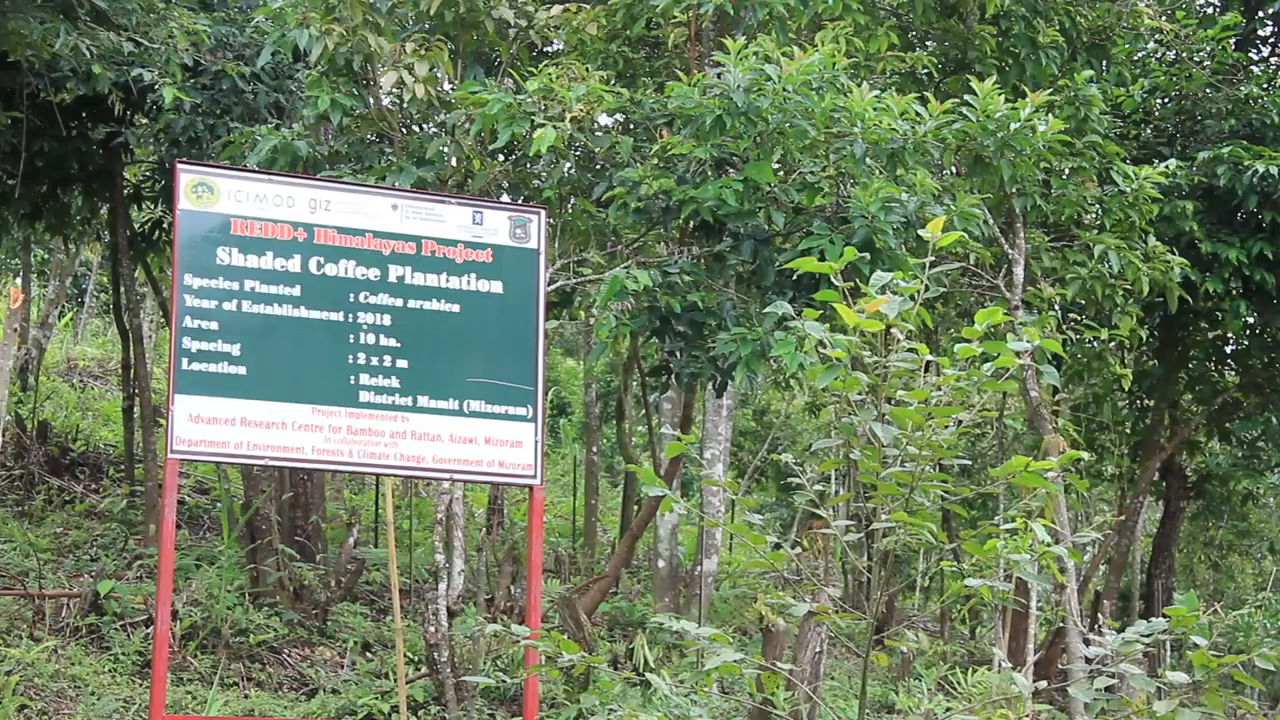 ICIMOD giz
REDD+ Himalayas Project
Shaded Coffee Plantation
Species Planted : Coffea arabica
Year of Establishment : 2018
Area : 10 ha.
Spacing : 2 x 2 m
Location : Reiek
District Mamit (Mizoram)
Project Implemented by
Advanced Research Centre for Bamboo and Rattan, Aizawl, Mizoram
In collaboration with
Department of Environment, Forests & Climate Change, Government of Mizoram